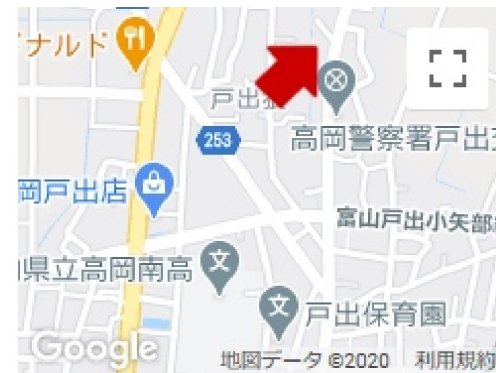 ナルド
戸出
253
高岡警察署戸出
岡戸出店
富山戸出小矢部
県立高岡南高
戸出保育園
Google
地図データ ©2020 利用規約